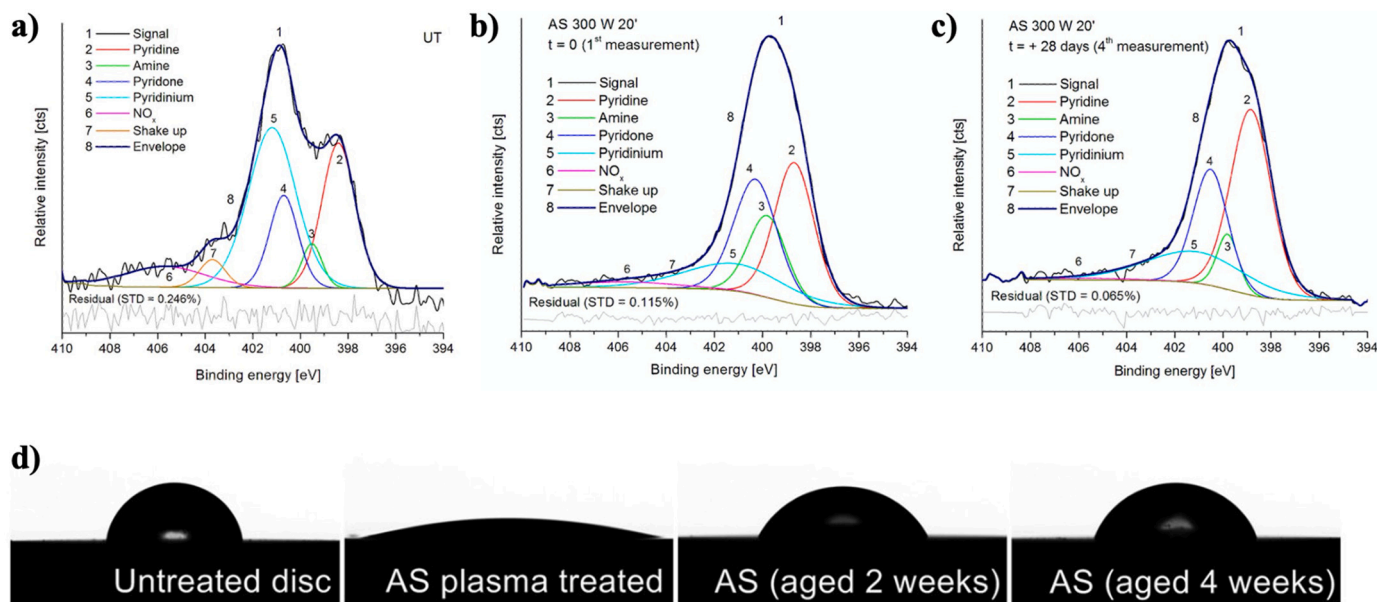 a)
UT
1 Signal
2 Pyridine
3 Amine
4 Pyridone
5 Pyridinium
6 NOx
7 Shake up
8 Envelope
1
5
2
4
8
3
7
6
Relative intensity [cts]
Residual (STD = 0.246%)
410 408 406 404 402 400 398 396 394
Binding energy [eV]
b)
AS 300 W 20'
t = 0 (1st measurement)
1 Signal
2 Pyridine
3 Amine
4 Pyridone
5 Pyridinium
6 NOx
7 Shake up
8 Envelope
1
8
2
4
3
5
7
6
Relative intensity [cts]
Residual (STD = 0.115%)
410 408 406 404 402 400 398 396 394
Binding energy [eV]
c)
AS 300 W 20'
t = + 28 days (4th measurement)
1 Signal
2 Pyridine
3 Amine
4 Pyridone
5 Pyridinium
6 NOx
7 Shake up
8 Envelope
1
2
8
4
5
3
7
6
Relative intensity [cts]
Residual (STD = 0.065%)
410 408 406 404 402 400 398 396 394
Binding energy [eV]
d)
Untreated disc
AS plasma treated
AS (aged 2 weeks)
AS (aged 4 weeks)